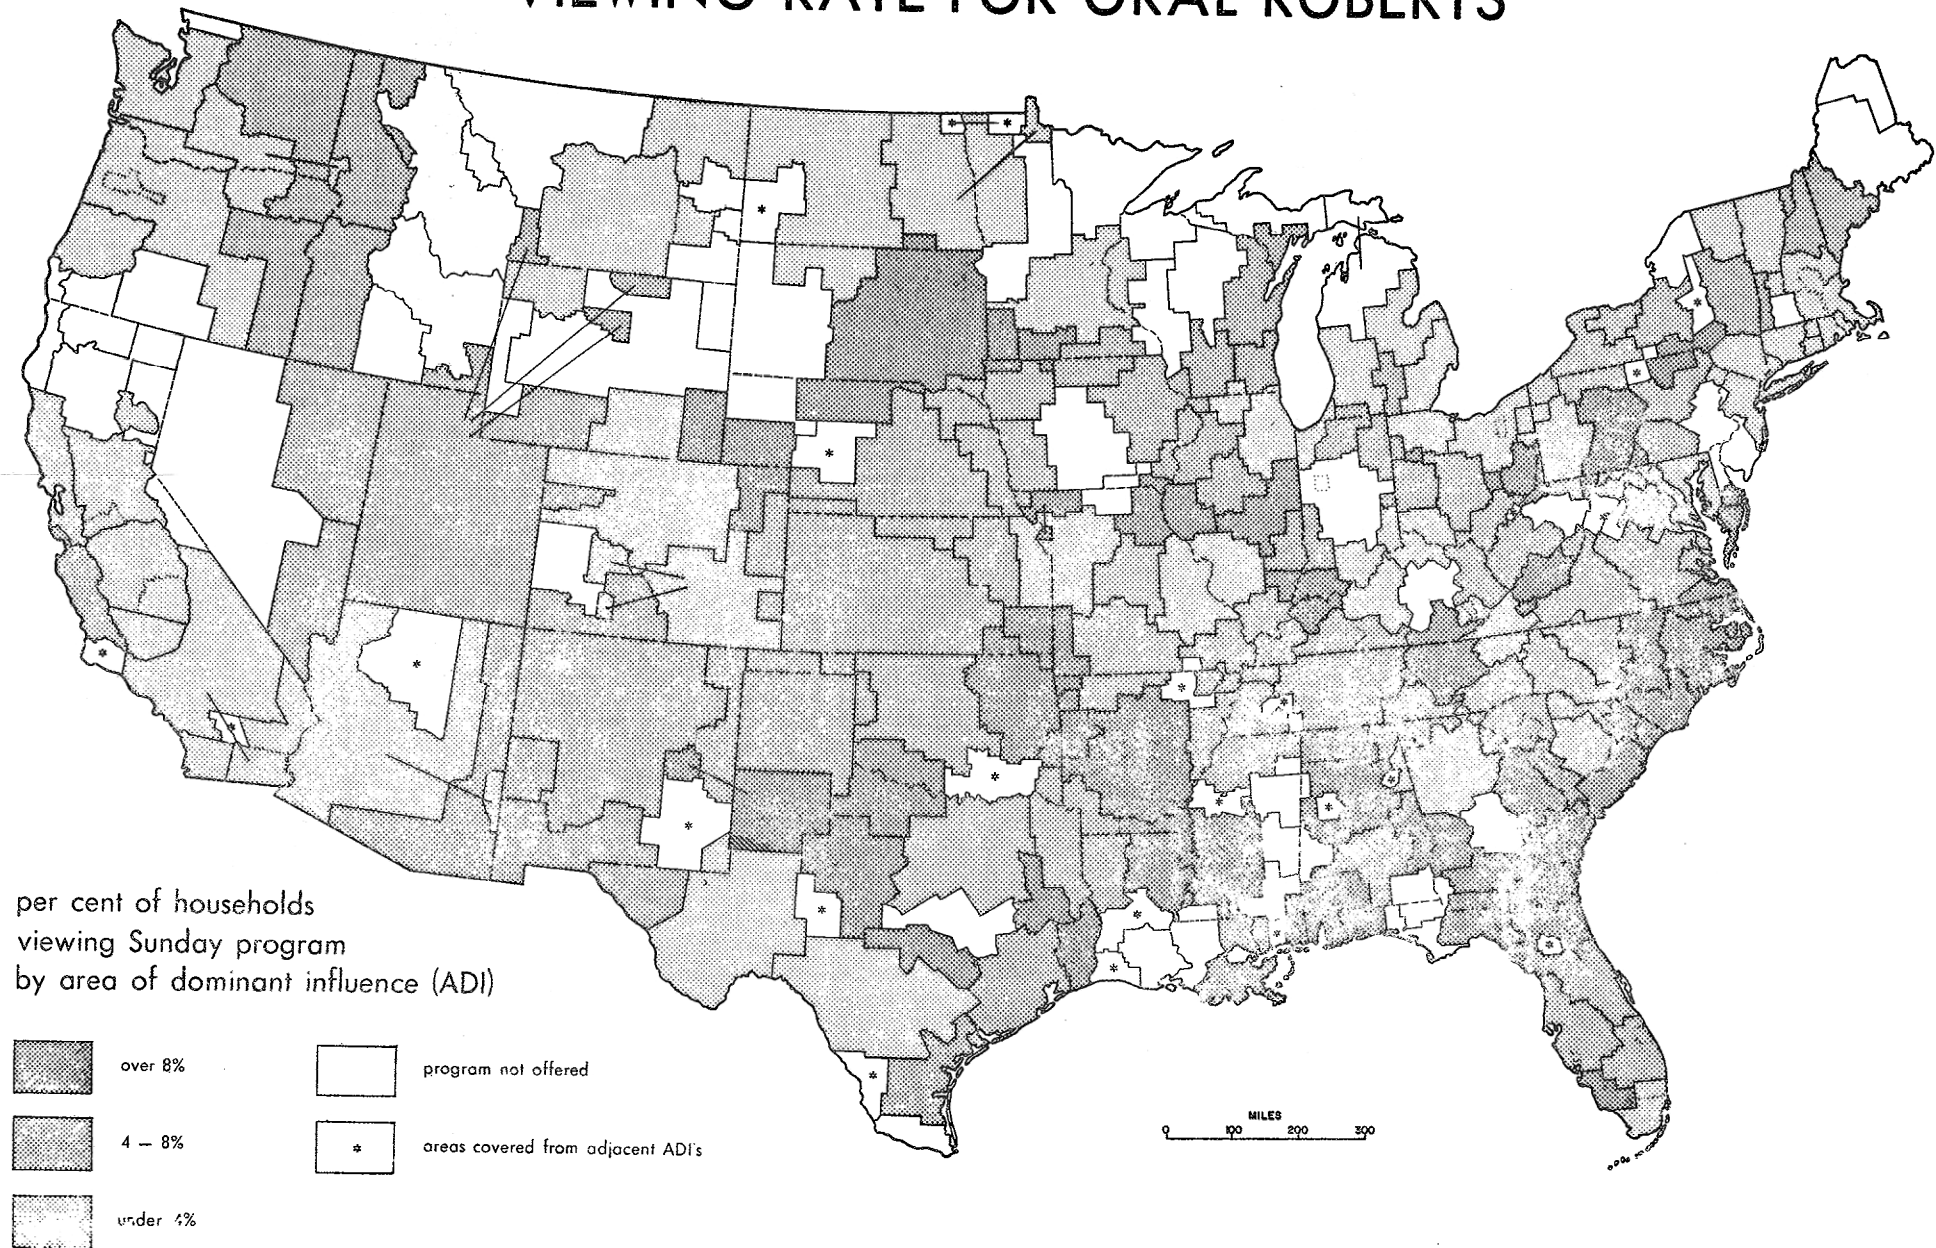 VIEWING RATE FOR ORAL ROBERTS
per cent of households
viewing Sunday program
by area of dominant influence (ADI)
over 8%
program not offered
4 — 8%
* areas covered from adjacent ADI's
under 4%
MILES
0 100 200 300